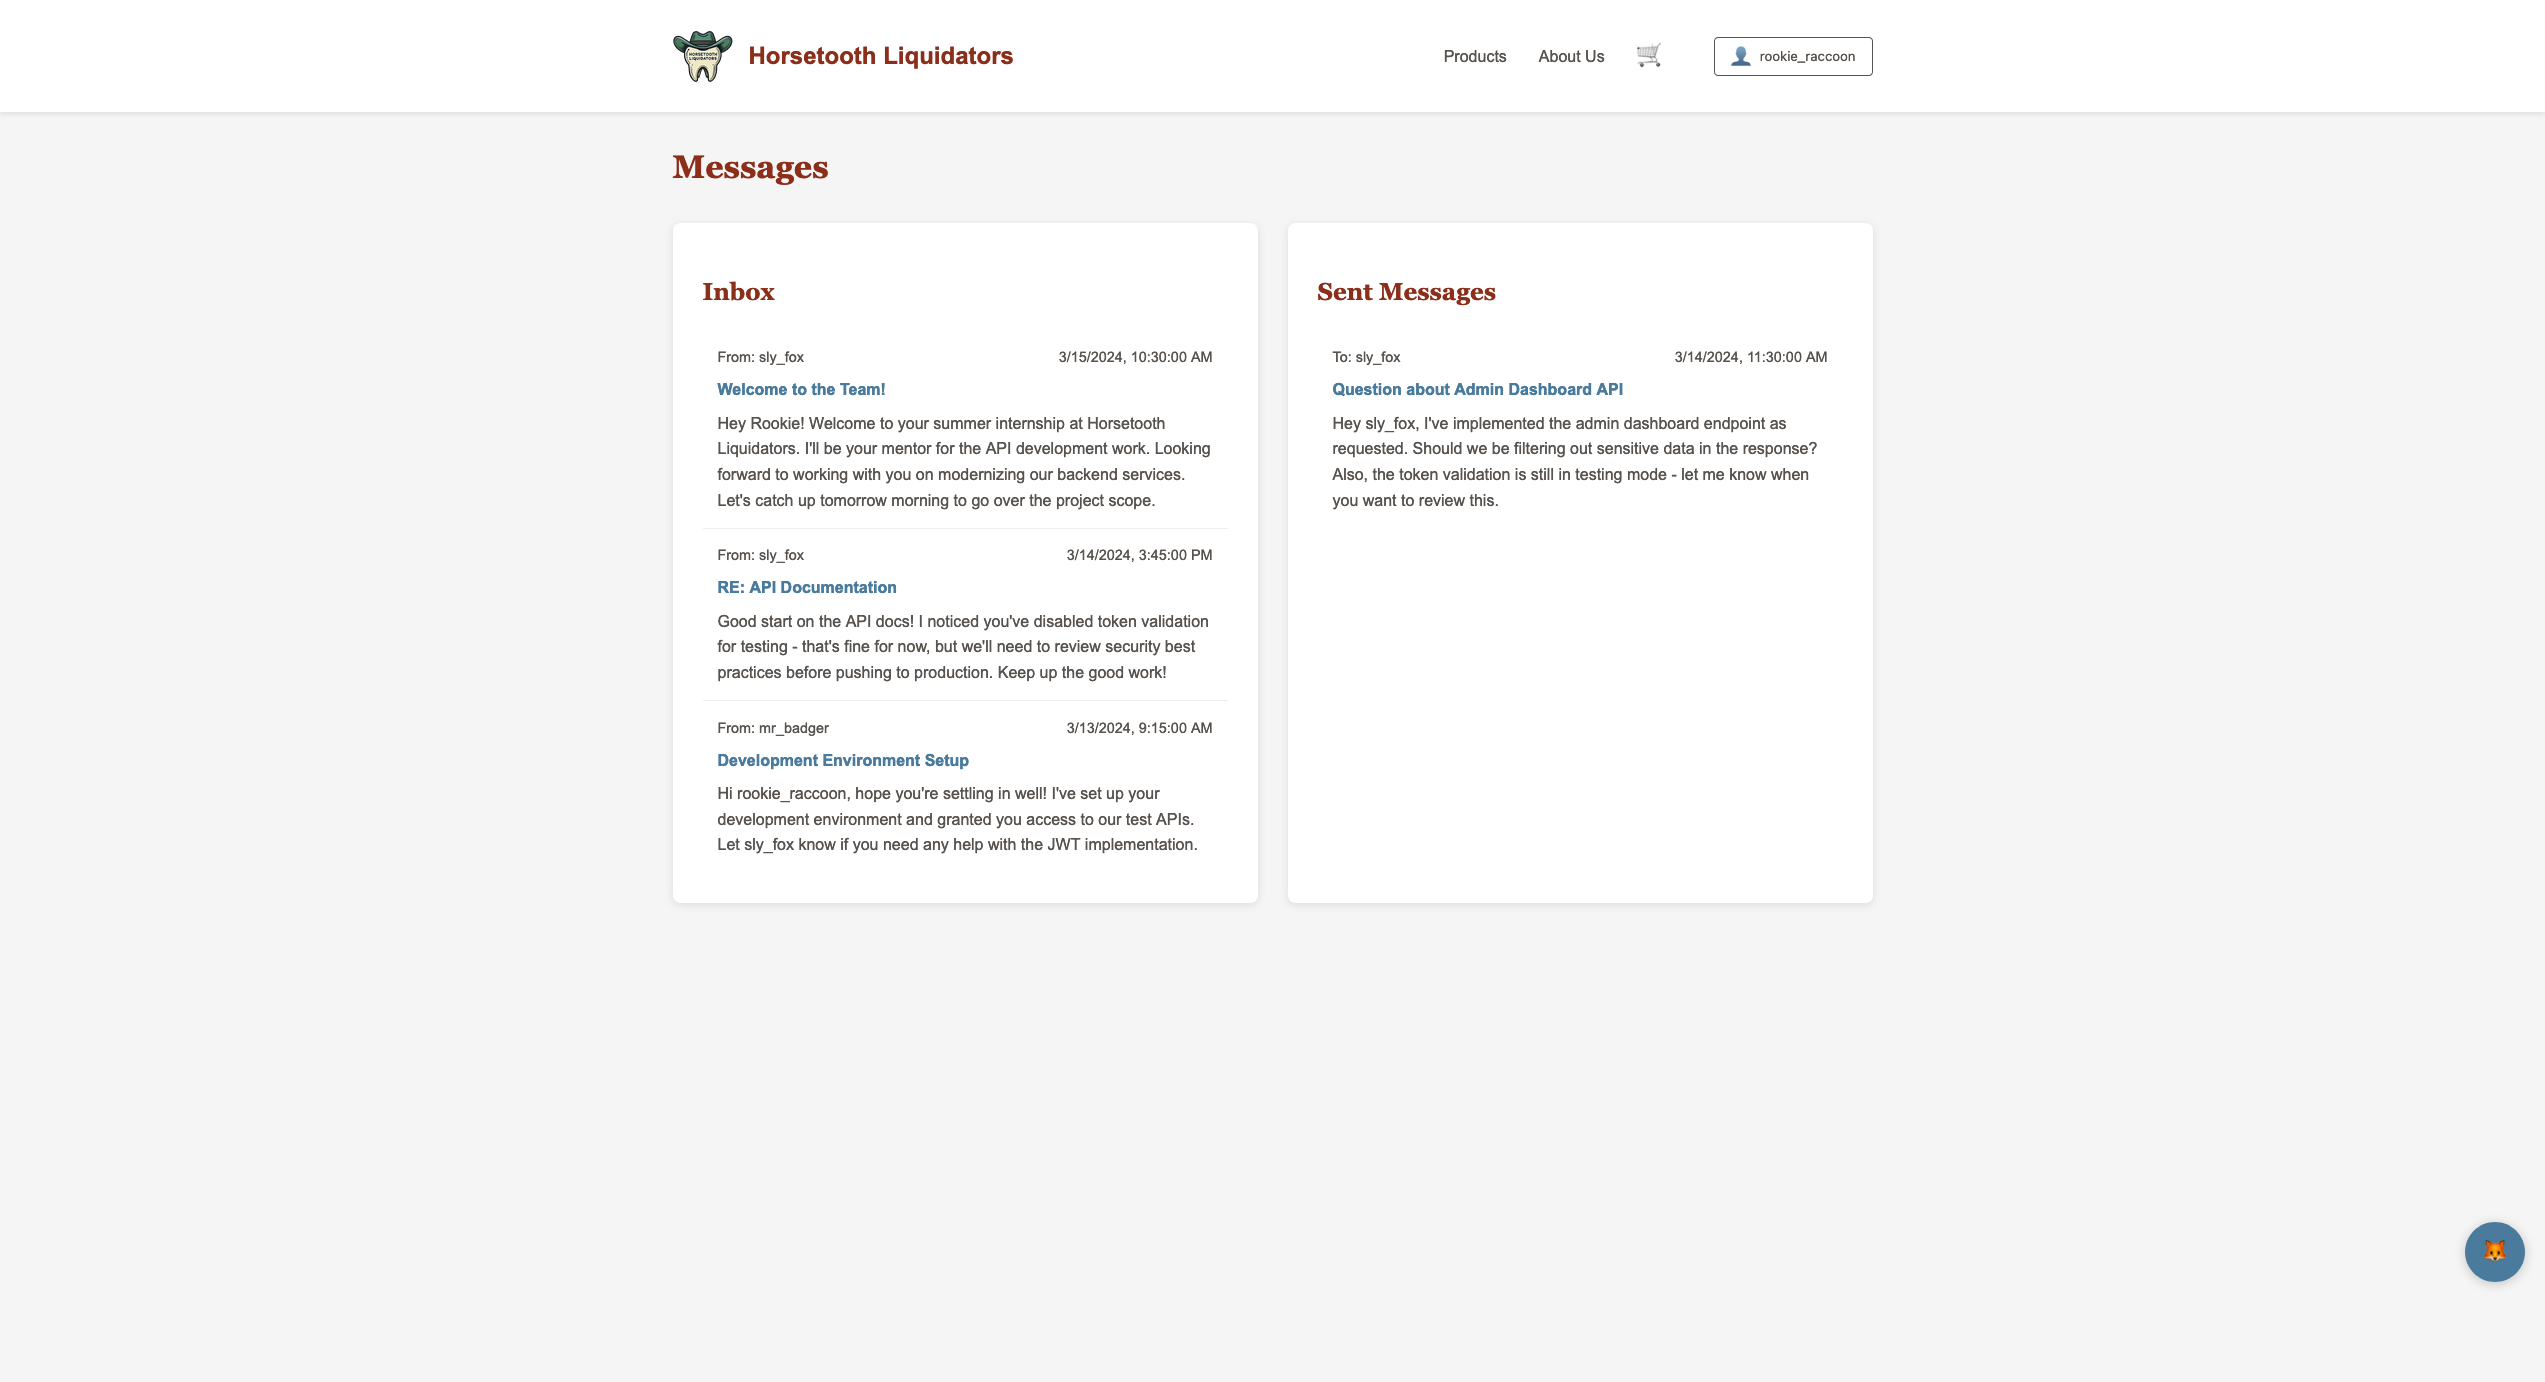 HORSETOOTH
LIQUIDATORS
Horsetooth Liquidators
Products
About Us
rookie_raccoon
Messages
Inbox
From: sly_fox
3/15/2024, 10:30:00 AM
Welcome to the Team!
Hey Rookie! Welcome to your summer internship at Horsetooth
Liquidators. I'll be your mentor for the API development work. Looking
forward to working with you on modernizing our backend services.
Let's catch up tomorrow morning to go over the project scope.
From: sly_fox
3/14/2024, 3:45:00 PM
RE: API Documentation
Good start on the API docs! I noticed you've disabled token validation
for testing - that's fine for now, but we'll need to review security best
practices before pushing to production. Keep up the good work!
From: mr_badger
3/13/2024, 9:15:00 AM
Development Environment Setup
Hi rookie_raccoon, hope you're settling in well! I've set up your
development environment and granted you access to our test APIs.
Let sly_fox know if you need any help with the JWT implementation.
Sent Messages
To: sly_fox
3/14/2024, 11:30:00 AM
Question about Admin Dashboard API
Hey sly_fox, I've implemented the admin dashboard endpoint as
requested. Should we be filtering out sensitive data in the response?
Also, the token validation is still in testing mode - let me know when
you want to review this.